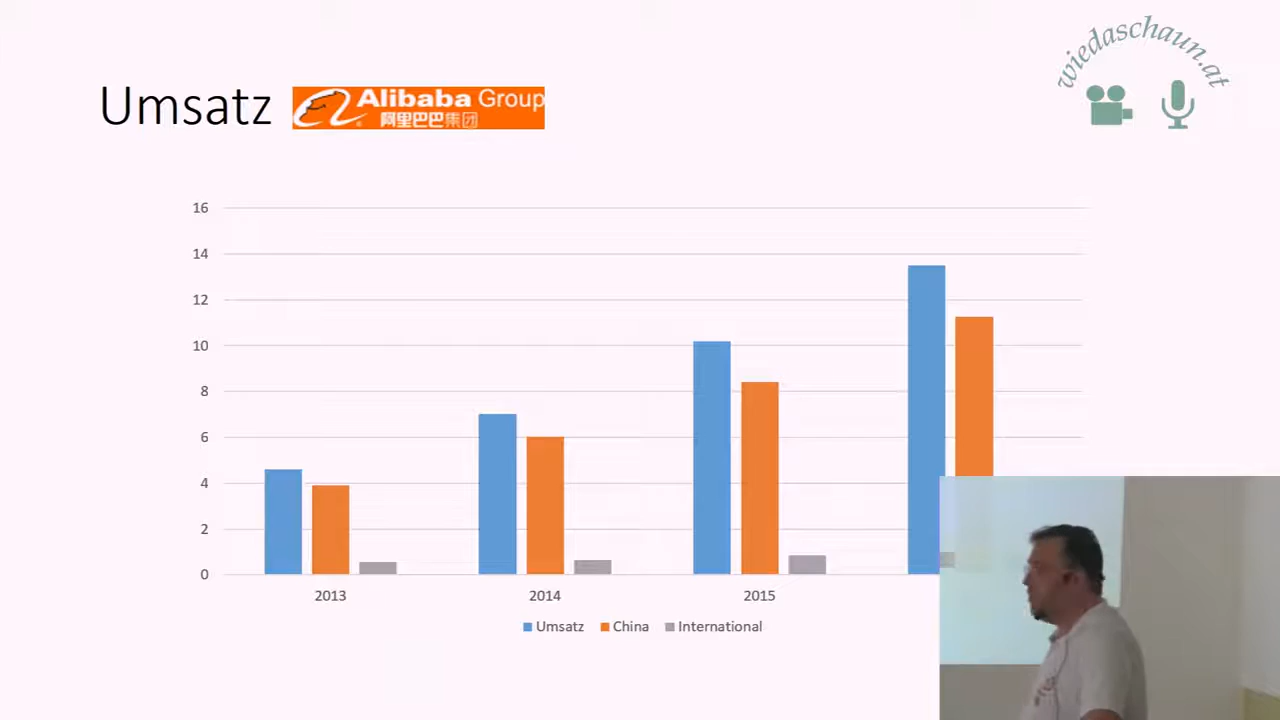 wiedaschaun.at
Umsatz
Alibaba Group
阿里巴巴集团
16
14
12
10
8
6
4
2
0
2013
2014
2015
Umsatz
China
International